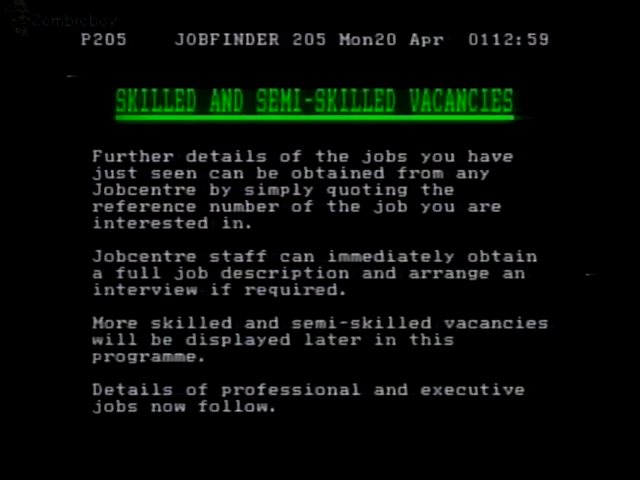 Zombieboy
P205 JOBFINDER 205 Mon20 Apr 0112:59
SKILLED AND SEMI-SKILLED VACANCIES
Further details of the jobs you have
just seen can be obtained from any
Jobcentre by simply quoting the
reference number of the job you are
interested in.
Jobcentre staff can immediately obtain
a full job description and arrange an
interview if required.
More skilled and semi-skilled vacancies
will be displayed later in this
programme.
Details of professional and executive
jobs now follow.